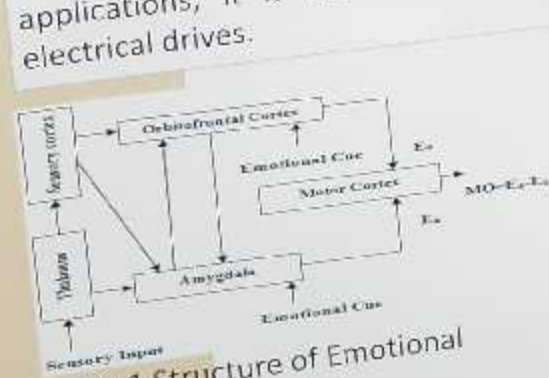 applications,
electrical drives.
Sensory cortex
Orbitofrontal Cortex
Emotional Cue
Motor Cortex
Thalamus
Amygdala
Emotional Cue
Sensory Input
1 Structure of Emotional